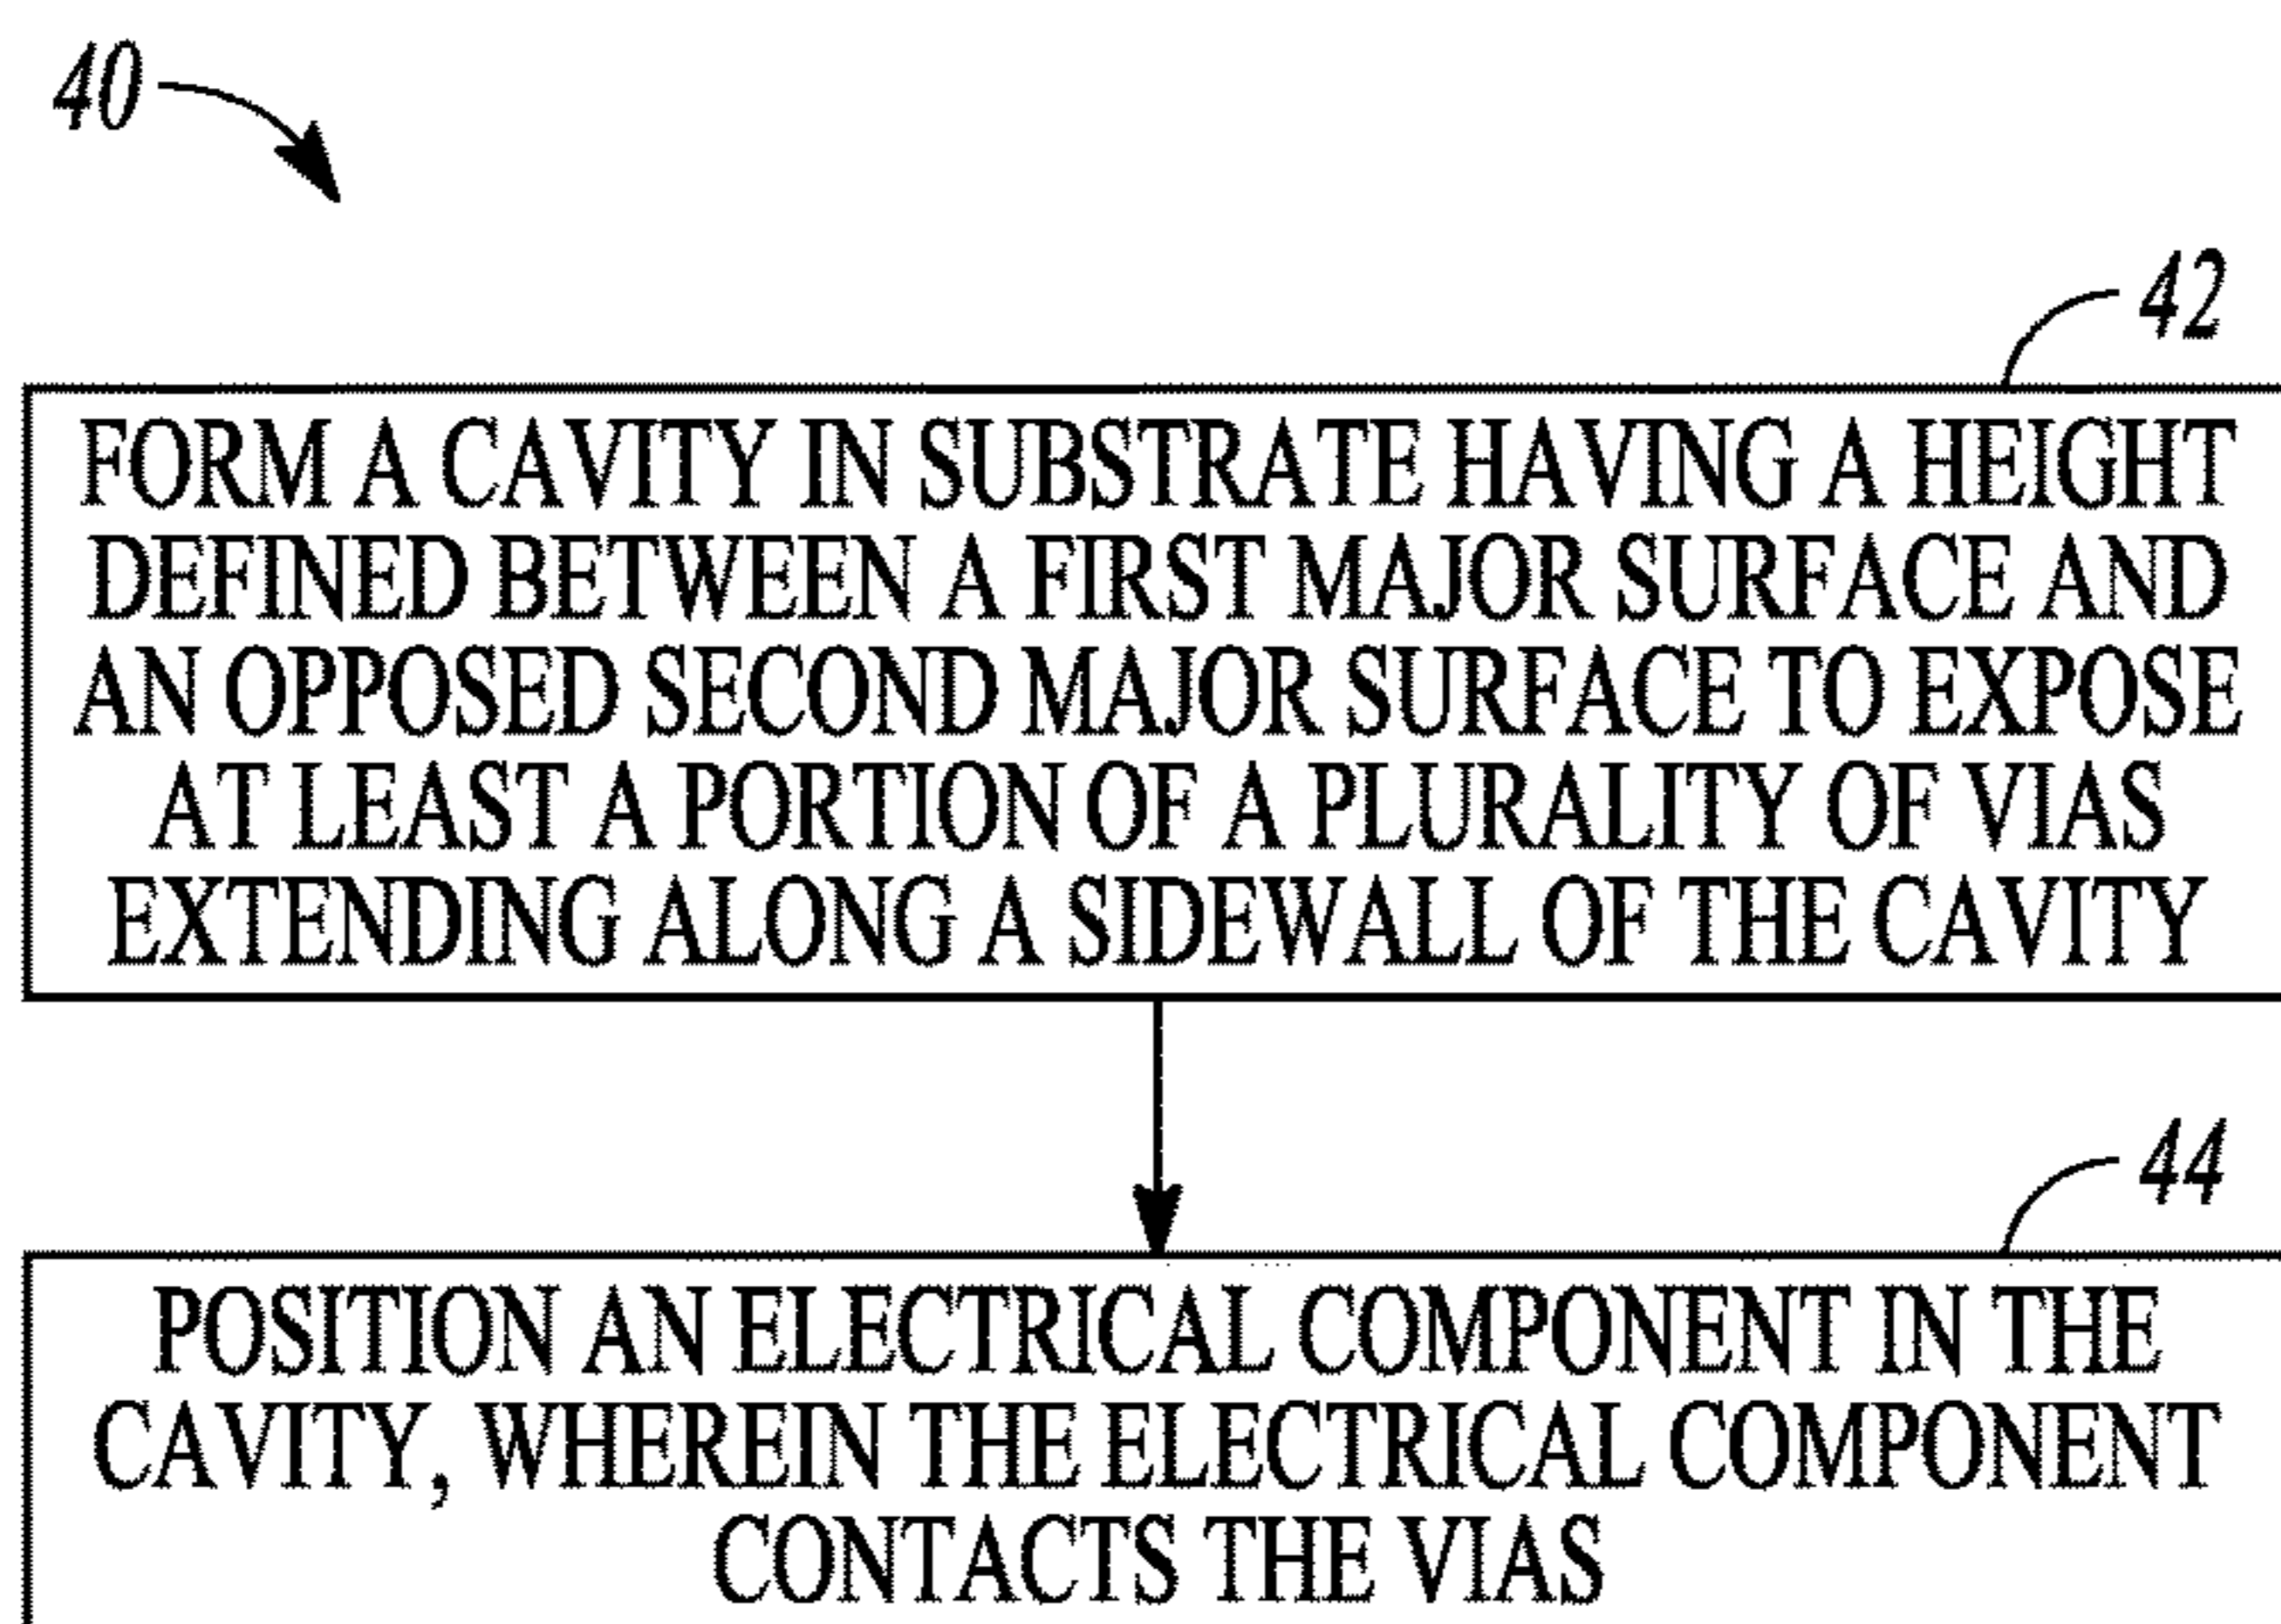 40
42
FORM A CAVITY IN SUBSTRATE HAVING A HEIGHT
DEFINED BETWEEN A FIRST MAJOR SURFACE AND
AN OPPOSED SECOND MAJOR SURFACE TO EXPOSE
AT LEAST A PORTION OF A PLURALITY OF VIAS
EXTENDING ALONG A SIDEWALL OF THE CAVITY
44
POSITION AN ELECTRICAL COMPONENT IN THE
CAVITY, WHEREIN THE ELECTRICAL COMPONENT
CONTACTS THE VIAS